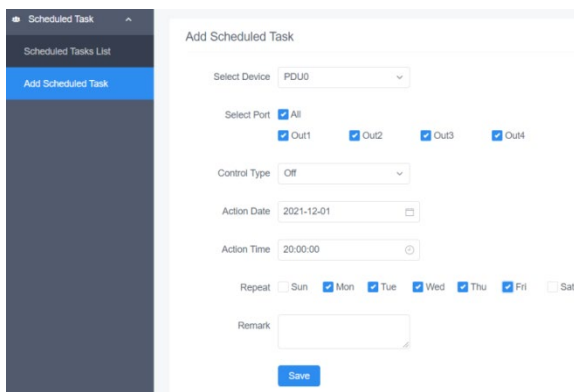 Scheduled Task
Scheduled Tasks List
Add Scheduled Task
Add Scheduled Task
Select Device PDU0
Select Port All
Out1 Out2 Out3 Out4
Control Type Off
Action Date 2021-12-01
Action Time 20:00:00
Repeat Sun Mon Tue Wed Thu Fri Sat
Remark
Save